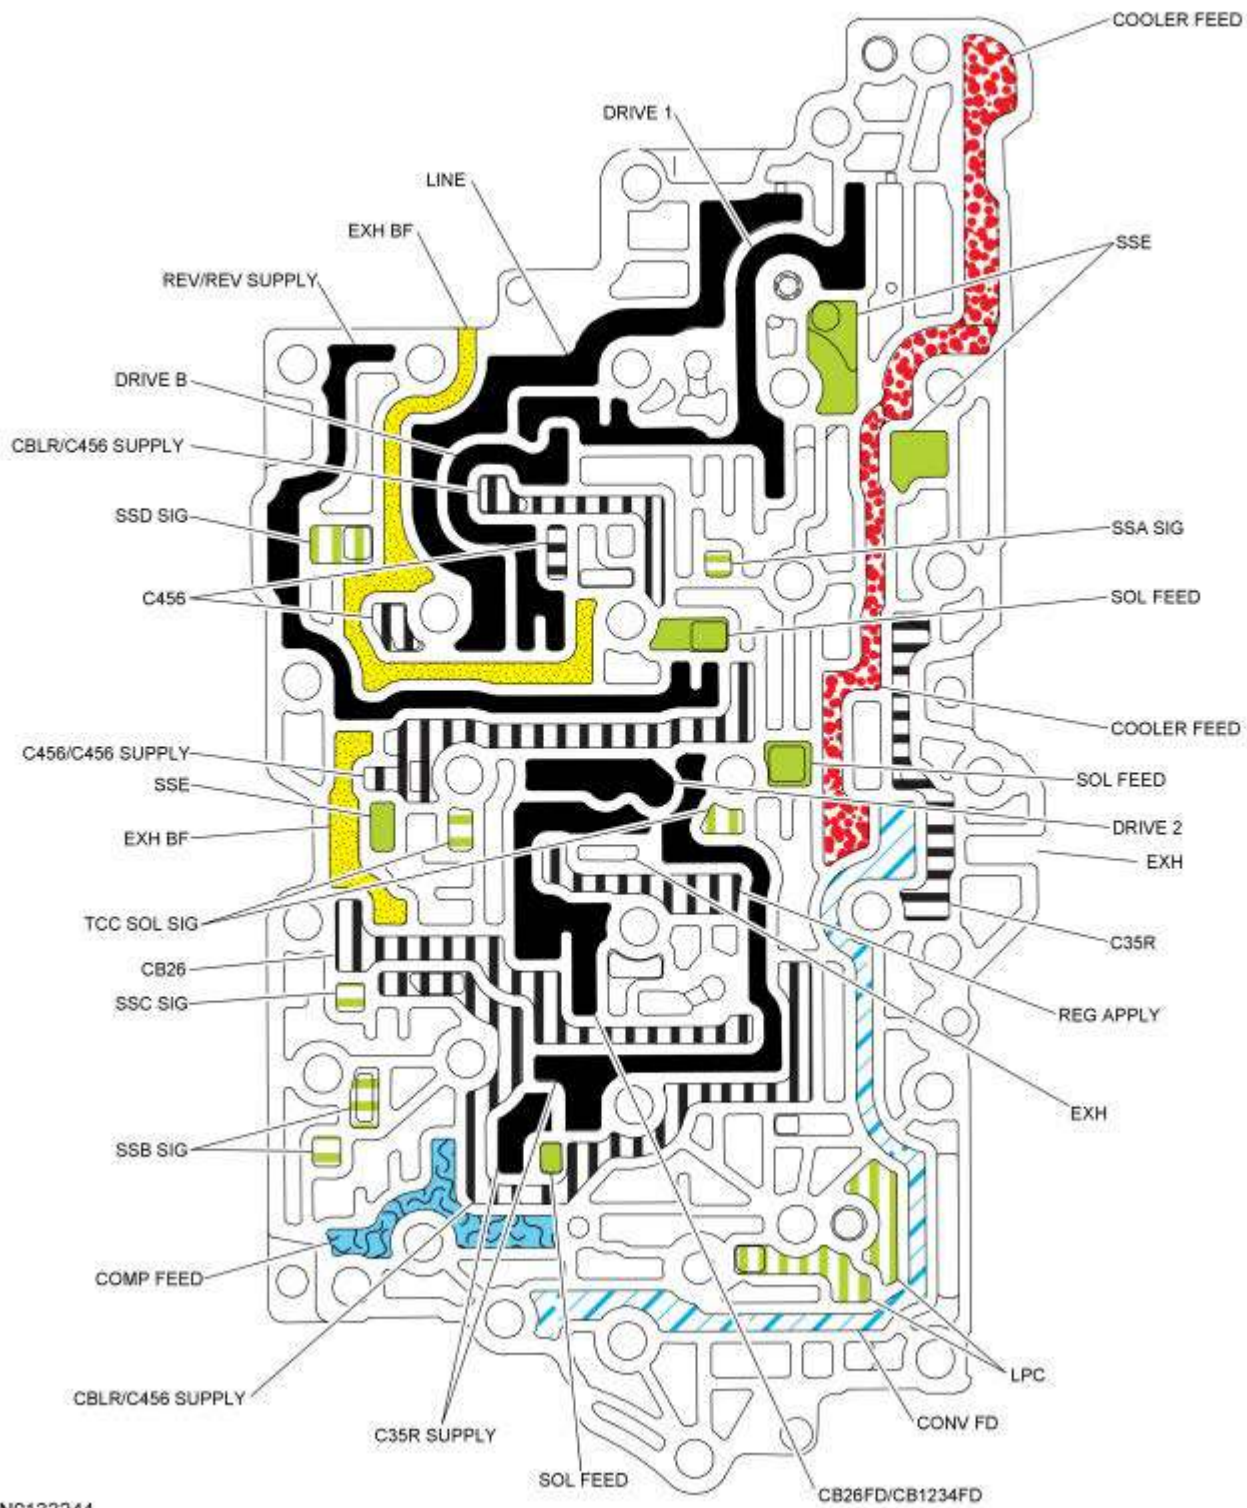 COOLER FEED
DRIVE 1
LINE
EXH BF
SSE
REV/REV SUPPLY
DRIVE B
CBLR/C456 SUPPLY
SSD SIG
SSA SIG
C456
SOL FEED
COOLER FEED
C456/C456 SUPPLY
SOL FEED
SSE
DRIVE 2
EXH BF
EXH
TCC SOL SIG
C35R
CB26
SSC SIG
REG APPLY
EXH
SSB SIG
COMP FEED
LPC
CBLR/C456 SUPPLY
CONV FD
C35R SUPPLY
SOL FEED
CB26FD/CB1234FD